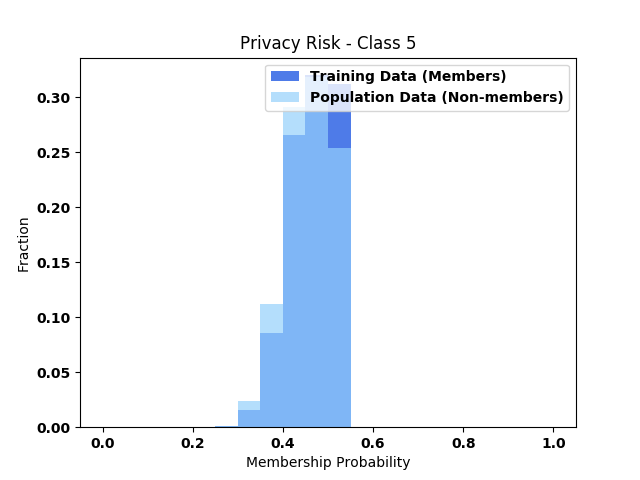 Privacy Risk - Class 5
Training Data (Members)
Population Data (Non-members)
Fraction
0.30
0.25
0.20
0.15
0.10
0.05
0.00
0.0 0.2 0.4 0.6 0.8 1.0
Membership Probability